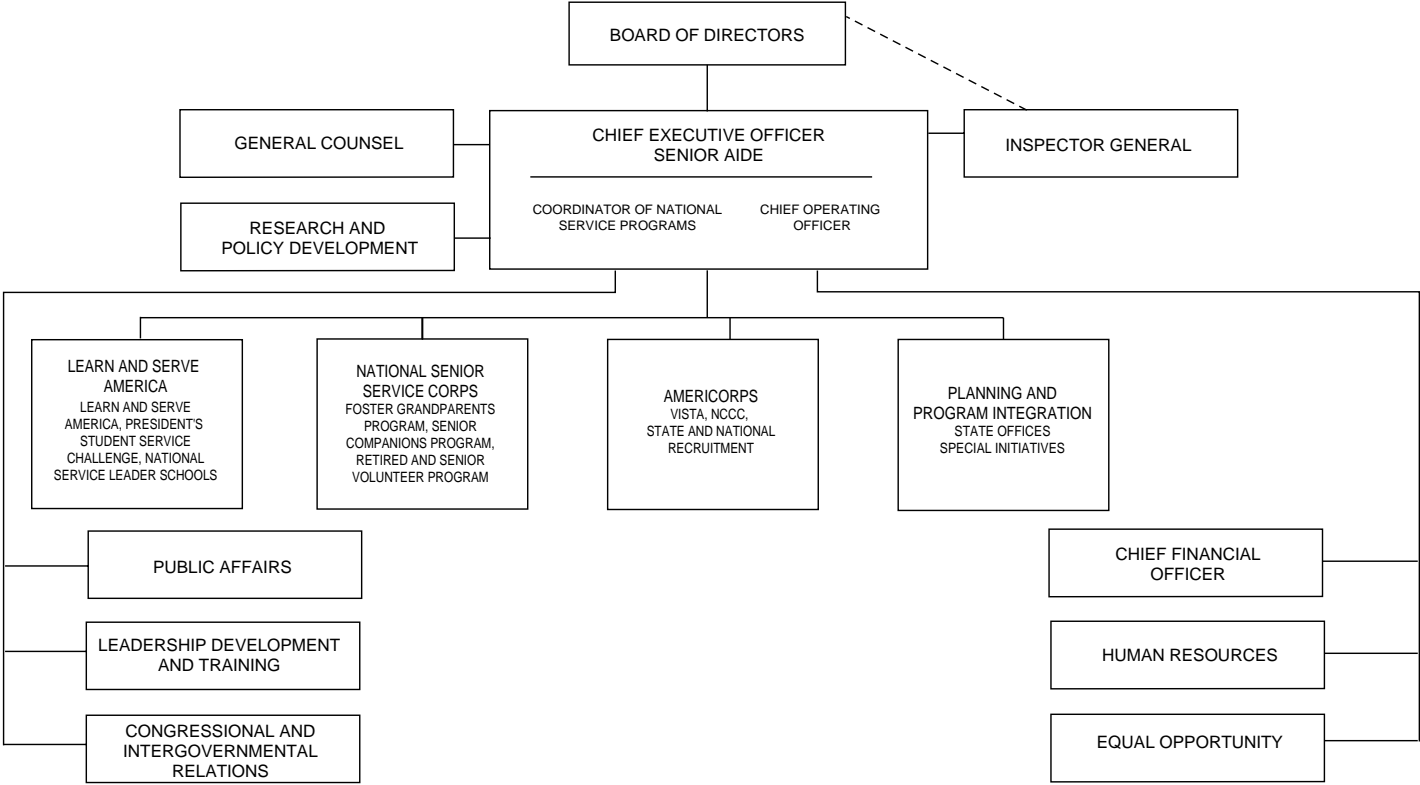 BOARD OF DIRECTORS
GENERAL COUNSEL
CHIEF EXECUTIVE OFFICER
SENIOR AIDE
INSPECTOR GENERAL
COORDINATOR OF NATIONAL
SERVICE PROGRAMS
CHIEF OPERATING
OFFICER
RESEARCH AND
POLICY DEVELOPMENT
LEARN AND SERVE
AMERICA
LEARN AND SERVE
AMERICA, PRESIDENT'S
STUDENT SERVICE
CHALLENGE, NATIONAL
SERVICE LEADER SCHOOLS
NATIONAL SENIOR
SERVICE CORPS
FOSTER GRANDPARENTS
PROGRAM, SENIOR
COMPANIONS PROGRAM,
RETIRED AND SENIOR
VOLUNTEER PROGRAM
AMERICORPS
VISTA, NCCC,
STATE AND NATIONAL
RECRUITMENT
PLANNING AND
PROGRAM INTEGRATION
STATE OFFICES
SPECIAL INITIATIVES
PUBLIC AFFAIRS
CHIEF FINANCIAL
OFFICER
LEADERSHIP DEVELOPMENT
AND TRAINING
HUMAN RESOURCES
CONGRESSIONAL AND
INTERGOVERNMENTAL
RELATIONS
EQUAL OPPORTUNITY